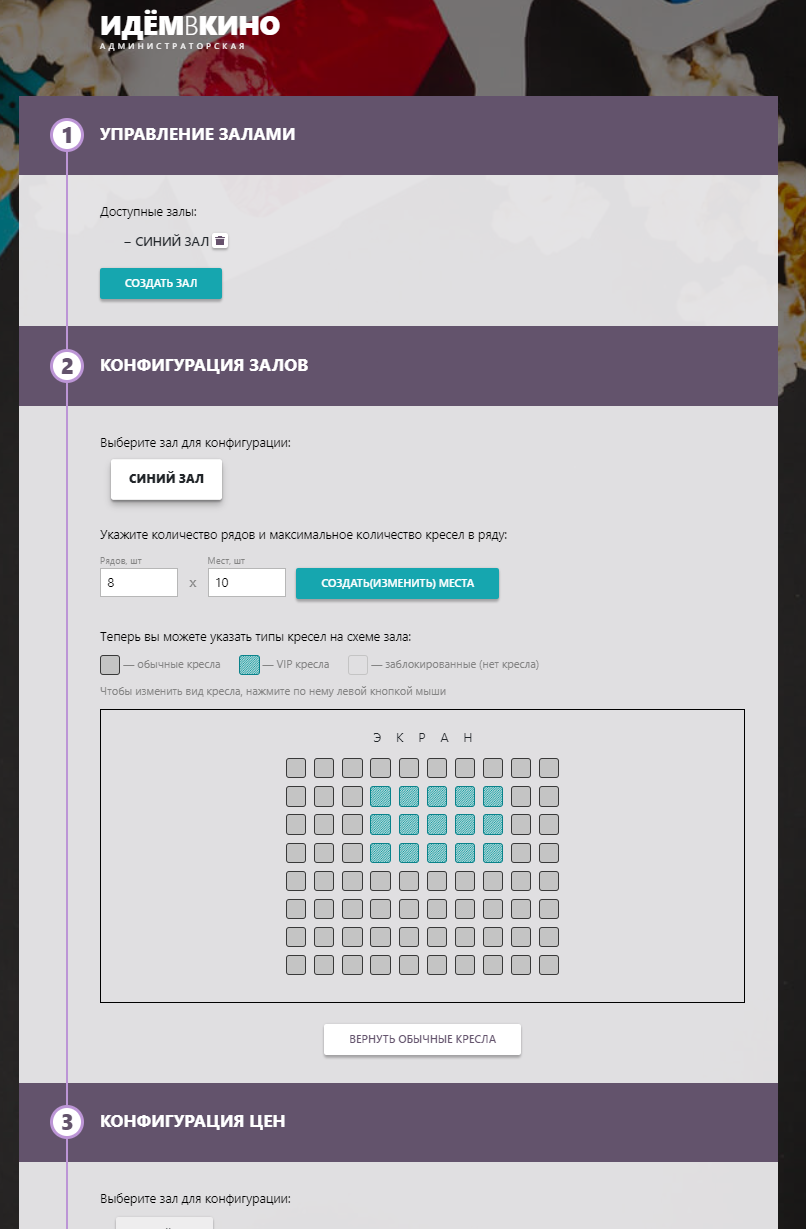 ИДЁМВКИНО
АДМИНИСТРАТОРСКАЯ
1 УПРАВЛЕНИЕ ЗАЛАМИ
Доступные залы:
– СИНИЙ ЗАЛ
СОЗДАТЬ ЗАЛ
2 КОНФИГУРАЦИЯ ЗАЛОВ
Выберите зал для конфигурации:
СИНИЙ ЗАЛ
Укажите количество рядов и максимальное количество кресел в ряду:
Рядов, шт Мест, шт
8 x 10 СОЗДАТЬ(ИЗМЕНИТЬ) МЕСТА
Теперь вы можете указать типы кресел на схеме зала:
— обычные кресла — VIP кресла — заблокированные (нет кресла)
Чтобы изменить вид кресла, нажмите по нему левой кнопкой мыши
ЭКРАН
ВЕРНУТЬ ОБЫЧНЫЕ КРЕСЛА
3 КОНФИГУРАЦИЯ ЦЕН
Выберите зал для конфигурации: